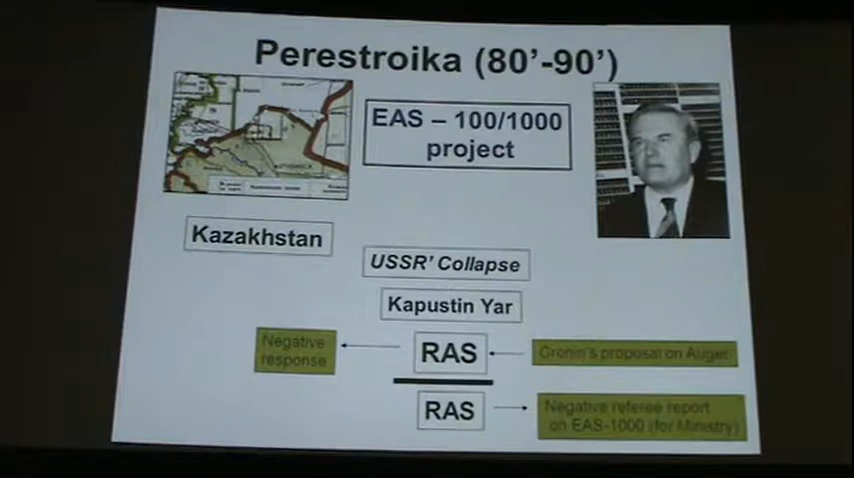 Perestroika (80’-90’)
EAS – 100/1000
project
Kazakhstan
USSR’ Collapse
Kapustin Yar
Negative
response
RAS
Cronin's proposal on Auger
RAS
Negative referee report
on EAS-1000 (for Ministry)